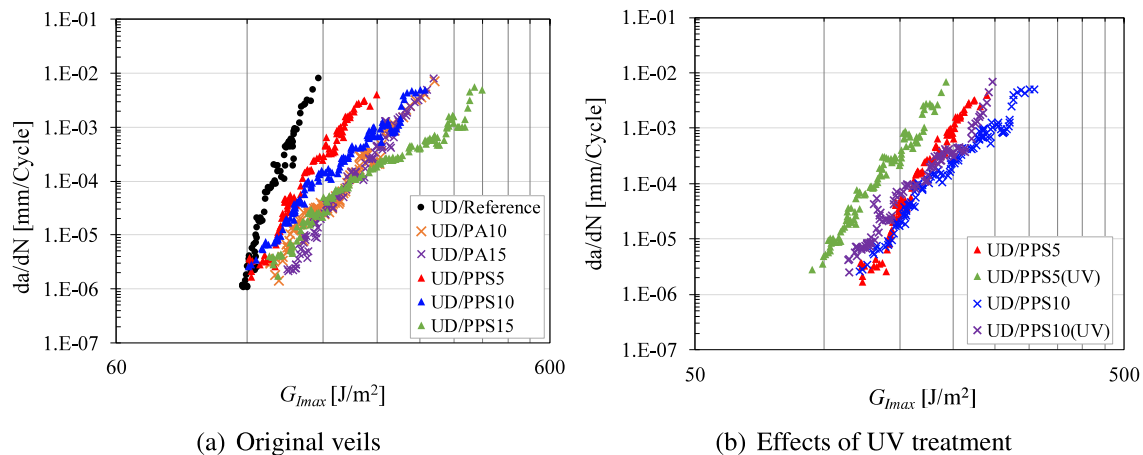 1.E-01
1.E-02
1.E-03
1.E-04
1.E-05
1.E-06
1.E-07
da/dN [mm/Cycle]
UD/Reference
UD/PA10
UD/PA15
UD/PPS5
UD/PPS10
UD/PPS15
60
600
G_Imax [J/m²]
(a) Original veils
1.E-01
1.E-02
1.E-03
1.E-04
1.E-05
1.E-06
1.E-07
da/dN [mm/Cycle]
UD/PPS5
UD/PPS5(UV)
UD/PPS10
UD/PPS10(UV)
50
500
G_Imax [J/m²]
(b) Effects of UV treatment